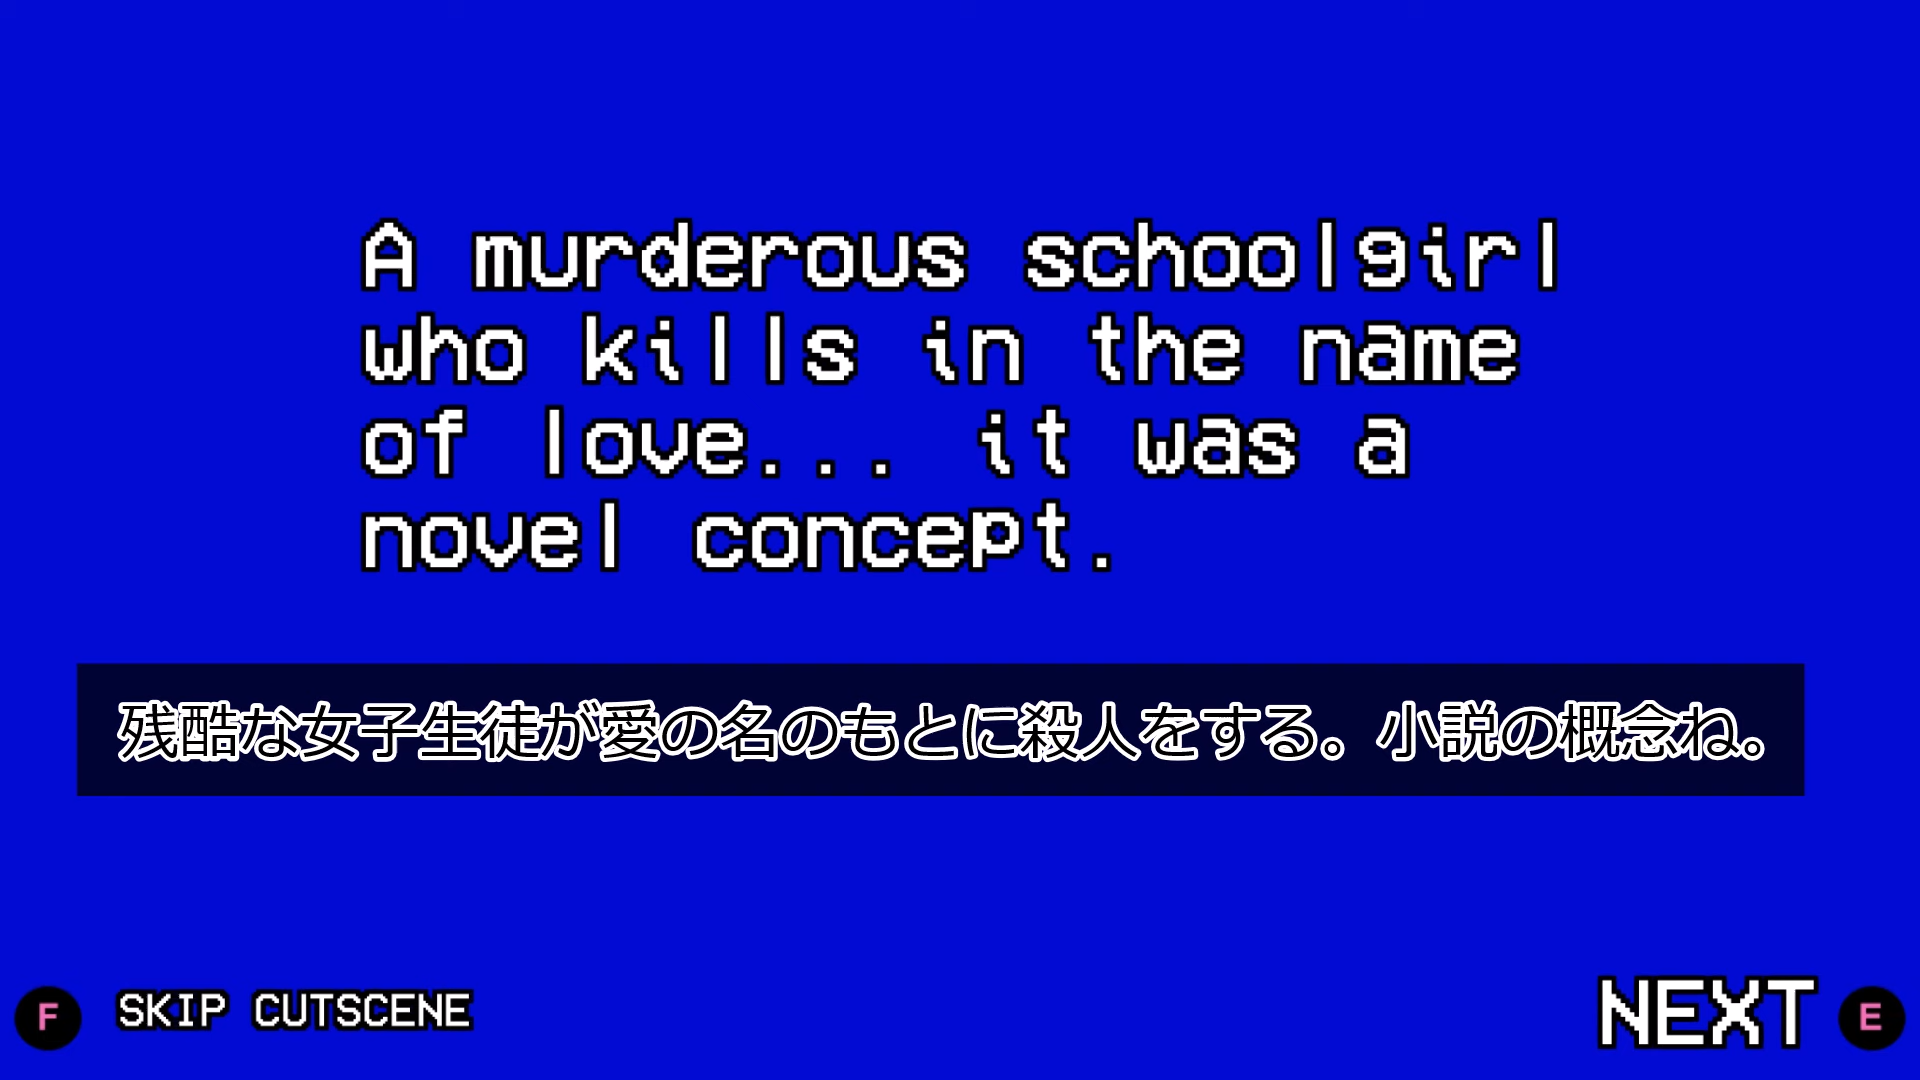 A murderous schoolgirl
who kills in the name
of love... it was a
novel concept.
残酷な女子生徒が愛の名のもとに殺人をする。小説の概念ね。
F SKIP CUTSCENE
NEXT E